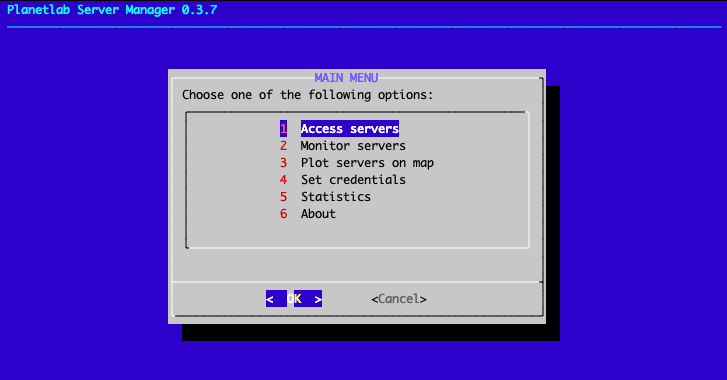 Planetlab Server Manager 0.3.7
MAIN MENU
Choose one of the following options:
1 Access servers
2 Monitor servers
3 Plot servers on map
4 Set credentials
5 Statistics
6 About
< OK > <Cancel>